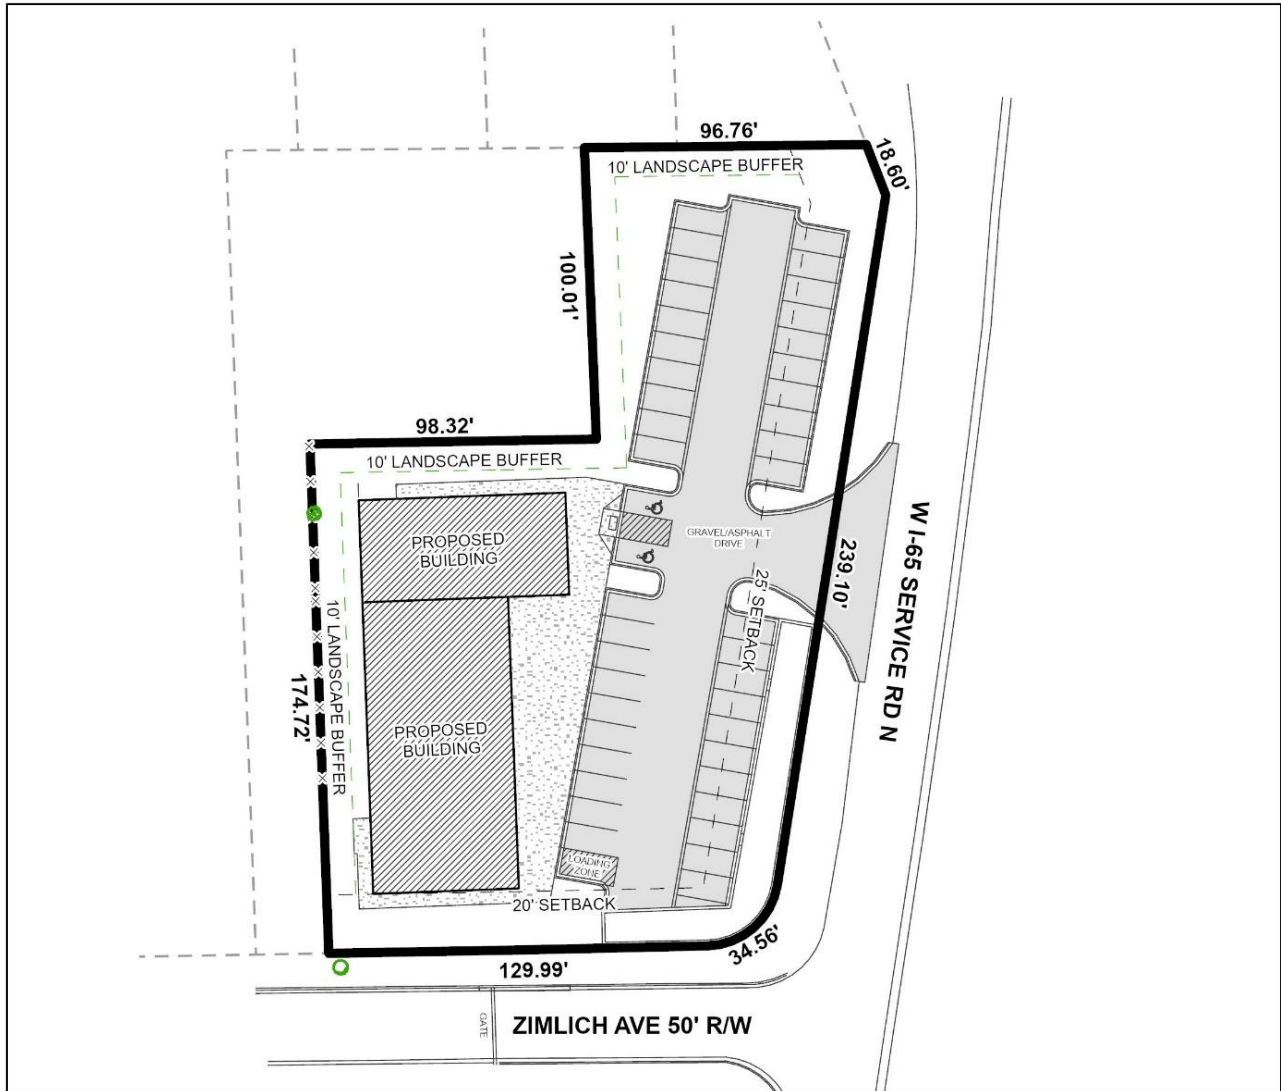 96.76'
18.60'
10' LANDSCAPE BUFFER
100.01'
98.32'
10' LANDSCAPE BUFFER
PROPOSED
BUILDING
GRAVEL/ASPHALT
DRIVE
239.10'
W I-65 SERVICE RD N
25' SETBACK
10' LANDSCAPE BUFFER
174.72'
PROPOSED
BUILDING
LOADING
ZONE
20' SETBACK
34.56'
129.99'
GATE
ZIMLICH AVE 50' R/W